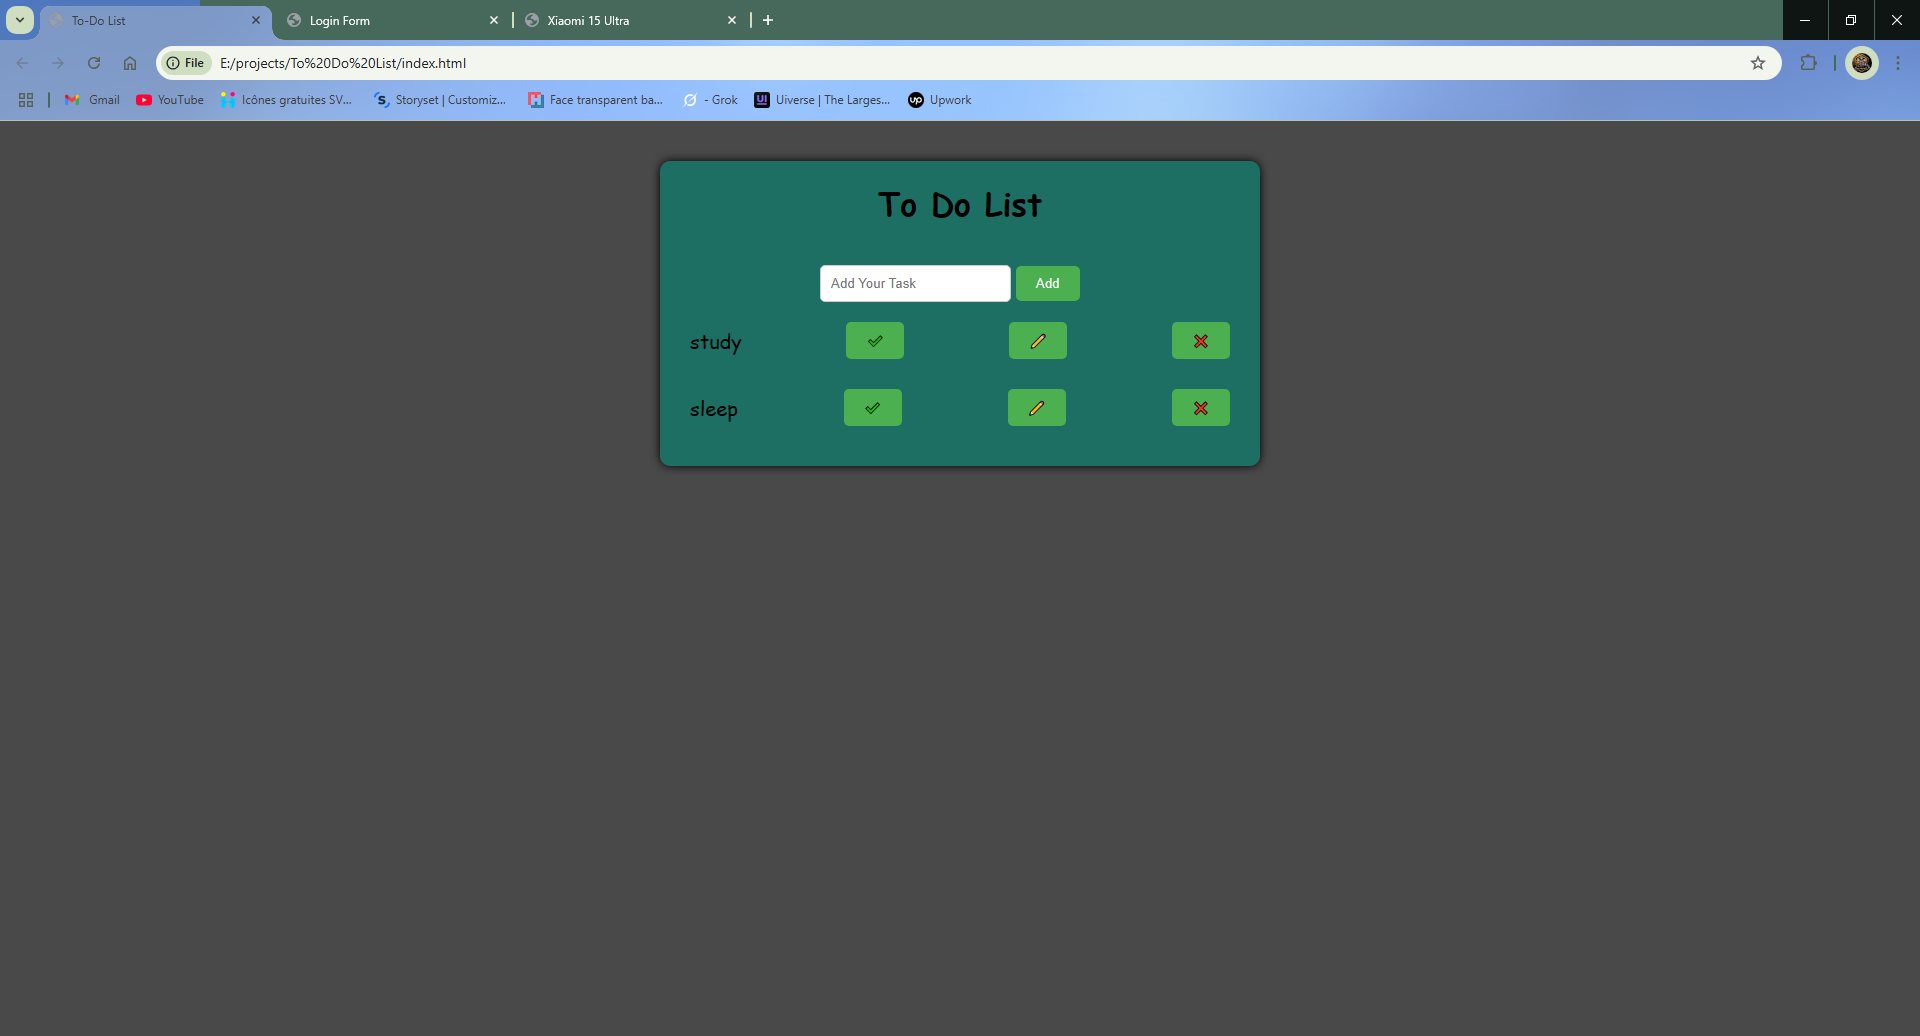 To-Do List
Login Form
Xiaomi 15 Ultra
File
E:/projects/To%20Do%20List/index.html
Gmail
YouTube
Icônes gratuites SV...
Storyset | Customiz...
Face transparent ba...
- Grok
UI
Uiverse | The Larges...
up
Upwork
To Do List
Add Your Task
Add
study
sleep